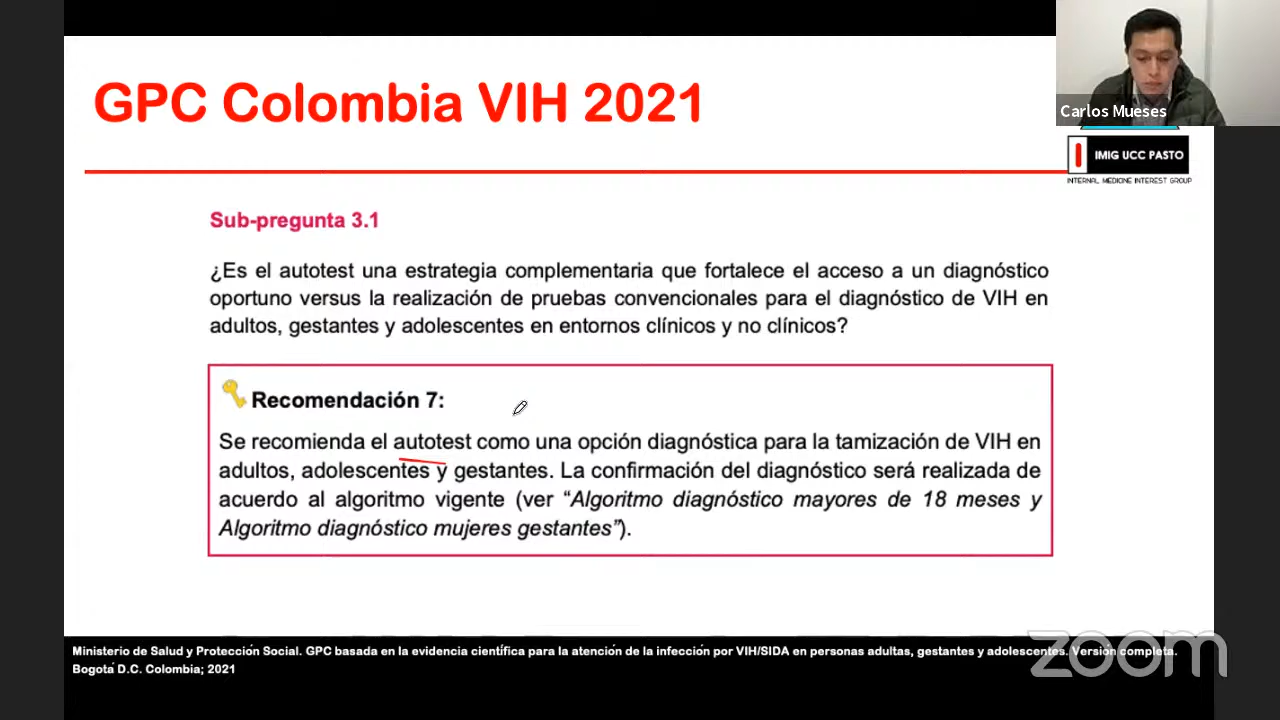 GPC Colombia VIH 2021
Carlos Mueses
IMIG UCC PASTO
INTERNAL MEDICINE INTEREST GROUP
Sub-pregunta 3.1
¿Es el autotest una estrategia complementaria que fortalece el acceso a un diagnóstico
oportuno versus la realización de pruebas convencionales para el diagnóstico de VIH en
adultos, gestantes y adolescentes en entornos clínicos y no clínicos?
Recomendación 7:
Se recomienda el autotest como una opción diagnóstica para la tamización de VIH en
adultos, adolescentes y gestantes. La confirmación del diagnóstico será realizada de
acuerdo al algoritmo vigente (ver “Algoritmo diagnóstico mayores de 18 meses y
Algoritmo diagnóstico mujeres gestantes”).
Ministerio de Salud y Protección Social. GPC basada en la evidencia científica para la atención de la infección por VIH/SIDA en personas adultas, gestantes y adolescentes. Versión completa.
Bogotá D.C. Colombia; 2021
zoom